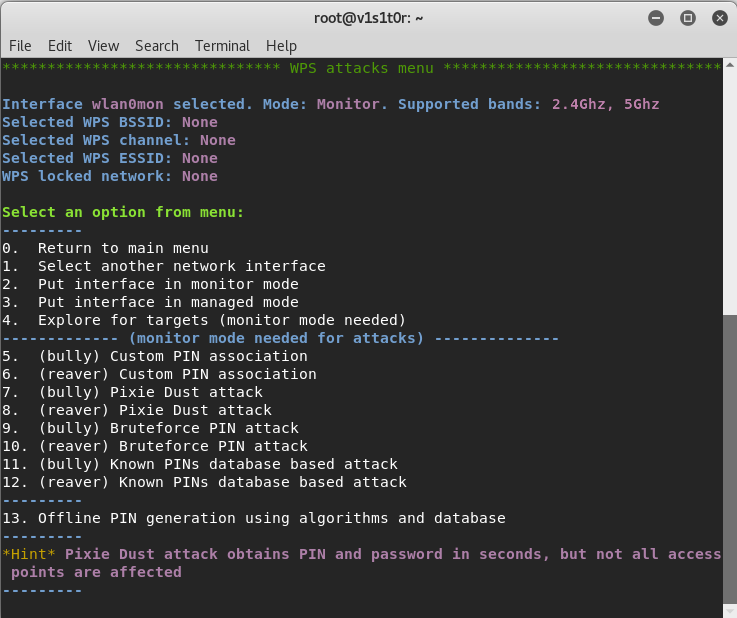 root@v1s1t0r: ~
File Edit View Search Terminal Help
******************************* WPS attacks menu *******************************
Interface wlan0mon selected. Mode: Monitor. Supported bands: 2.4Ghz, 5Ghz
Selected WPS BSSID: None
Selected WPS channel: None
Selected WPS ESSID: None
WPS locked network: None
Select an option from menu:
---------
0.  Return to main menu
1.  Select another network interface
2.  Put interface in monitor mode
3.  Put interface in managed mode
4.  Explore for targets (monitor mode needed)
------------- (monitor mode needed for attacks) --------------
5.  (bully) Custom PIN association
6.  (reaver) Custom PIN association
7.  (bully) Pixie Dust attack
8.  (reaver) Pixie Dust attack
9.  (bully) Bruteforce PIN attack
10. (reaver) Bruteforce PIN attack
11. (bully) Known PINs database based attack
12. (reaver) Known PINs database based attack
---------
13. Offline PIN generation using algorithms and database
---------
*Hint* Pixie Dust attack obtains PIN and password in seconds, but not all access
points are affected
---------